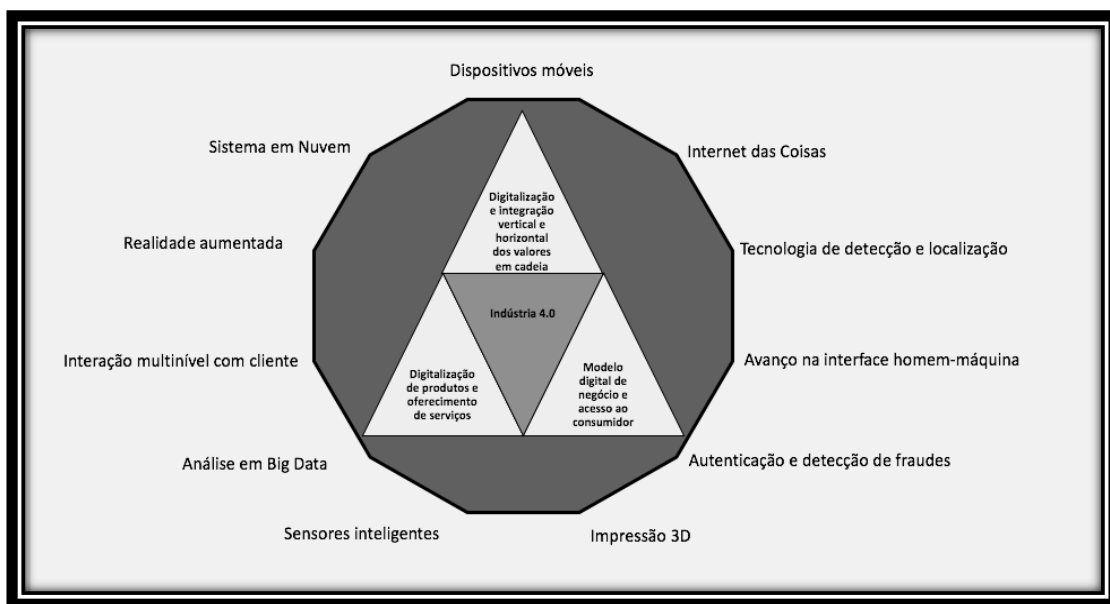 Dispositivos móveis
Sistema em Nuvem
Internet das Coisas
Realidade aumentada
Tecnologia de detecção e localização
Interação multinível com cliente
Avanço na interface homem-máquina
Análise em Big Data
Autenticação e detecção de fraudes
Sensores inteligentes
Impressão 3D
Digitalização
e integração
vertical e
horizontal
dos valores
em cadeia
Indústria 4.0
Digitalização
de produtos e
oferecimento
de serviços
Modelo
digital de
negócio e
acesso ao
consumidor